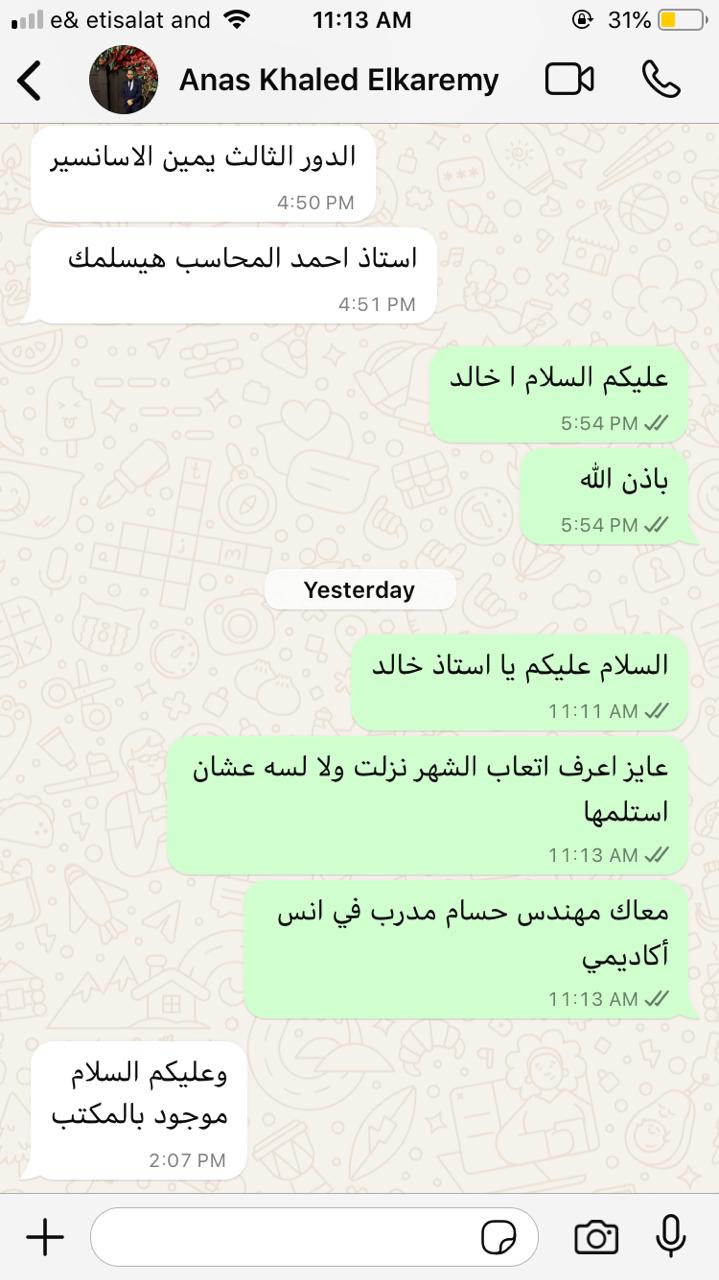 e& etisalat and
11:13 AM
31%
Anas Khaled Elkaremy
الدور الثالث يمين الاسانسير
4:50 PM
استاذ احمد المحاسب هيسلمك
4:51 PM
عليكم السلام ا خالد
5:54 PM
باذن الله
5:54 PM
Yesterday
السلام عليكم يا استاذ خالد
11:11 AM
عايز اعرف اتعاب الشهر نزلت ولا لسه عشان
استلمها
11:13 AM
معاك مهندس حسام مدرب في انس
أكاديمي
11:13 AM
وعليكم السلام
موجود بالمكتب
2:07 PM